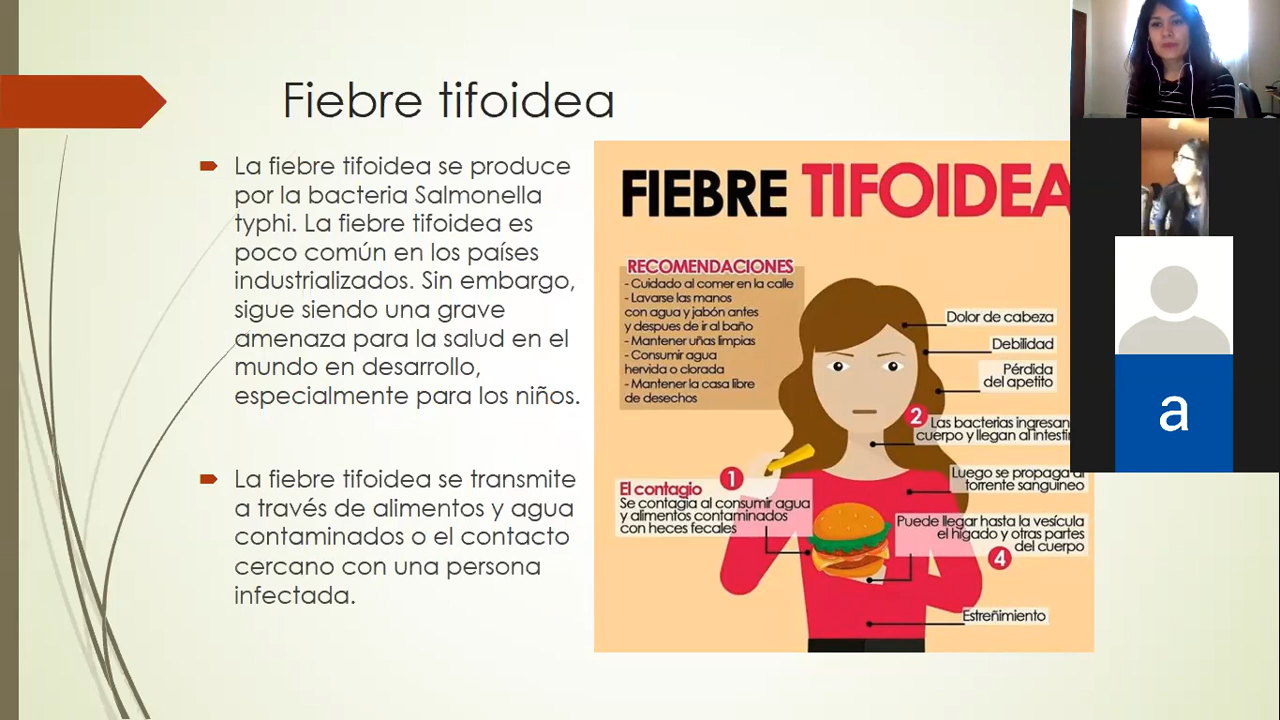 Fiebre tifoidea
La fiebre tifoidea se produce
por la bacteria Salmonella
typhi. La fiebre tifoidea es
poco común en los países
industrializados. Sin embargo,
sigue siendo una grave
amenaza para la salud en el
mundo en desarrollo,
especialmente para los niños.
La fiebre tifoidea se transmite
a través de alimentos y agua
contaminados o el contacto
cercano con una persona
infectada.
FIEBRE TIFOIDEA
RECOMENDACIONES
- Cuidado al comer en la calle
- Lavarse las manos
con agua y jabón antes
y despues de ir al baño
- Mantener uñas limpias
- Consumir agua
hervida o clorada
- Mantener la casa libre
de desechos
Dolor de cabeza
Debilidad
Pérdida
del apetito
2
Las bacterias ingresan
cuerpo y llegan al
Luego se propaga
torrente sanguíneo
1
El contagio
Se contagia al consumir agua
y alimentos contaminados
con heces fecales
Puede llegar hasta la vesícula
el hígado y otras partes
del cuerpo
4
Estreñimiento
a